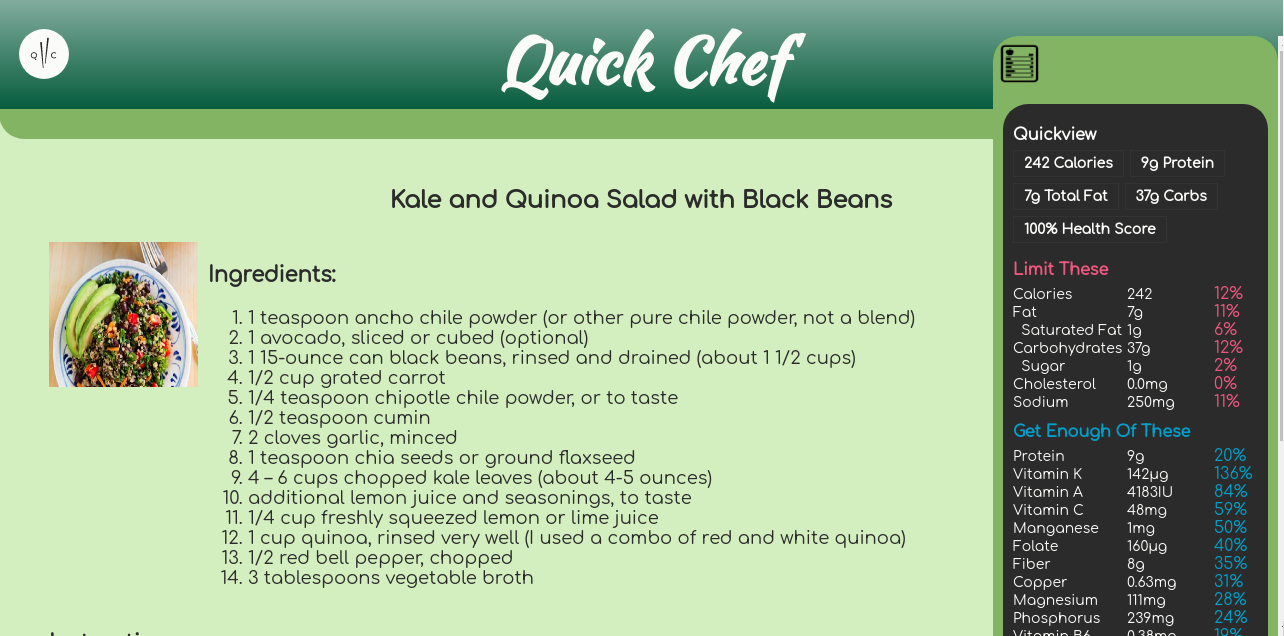 Q C
Quick Chef
Kale and Quinoa Salad with Black Beans
Ingredients:
1. 1 teaspoon ancho chile powder (or other pure chile powder, not a blend)
2. 1 avocado, sliced or cubed (optional)
3. 1 15-ounce can black beans, rinsed and drained (about 1 1/2 cups)
4. 1/2 cup grated carrot
5. 1/4 teaspoon chipotle chile powder, or to taste
6. 1/2 teaspoon cumin
7. 2 cloves garlic, minced
8. 1 teaspoon chia seeds or ground flaxseed
9. 4 – 6 cups chopped kale leaves (about 4-5 ounces)
10. additional lemon juice and seasonings, to taste
11. 1/4 cup freshly squeezed lemon or lime juice
12. 1 cup quinoa, rinsed very well (I used a combo of red and white quinoa)
13. 1/2 red bell pepper, chopped
14. 3 tablespoons vegetable broth
Quickview
242 Calories 9g Protein
7g Total Fat 37g Carbs
100% Health Score
Limit These
Calories 242 12%
Fat 7g 11%
Saturated Fat 1g 6%
Carbohydrates 37g 12%
Sugar 1g 2%
Cholesterol 0.0mg 0%
Sodium 250mg 11%
Get Enough Of These
Protein 9g 20%
Vitamin K 142µg 136%
Vitamin A 4183IU 84%
Vitamin C 48mg 59%
Manganese 1mg 50%
Folate 160µg 40%
Fiber 8g 35%
Copper 0.63mg 31%
Magnesium 111mg 28%
Phosphorus 239mg 24%
Vitamin B6 0.38mg 19%